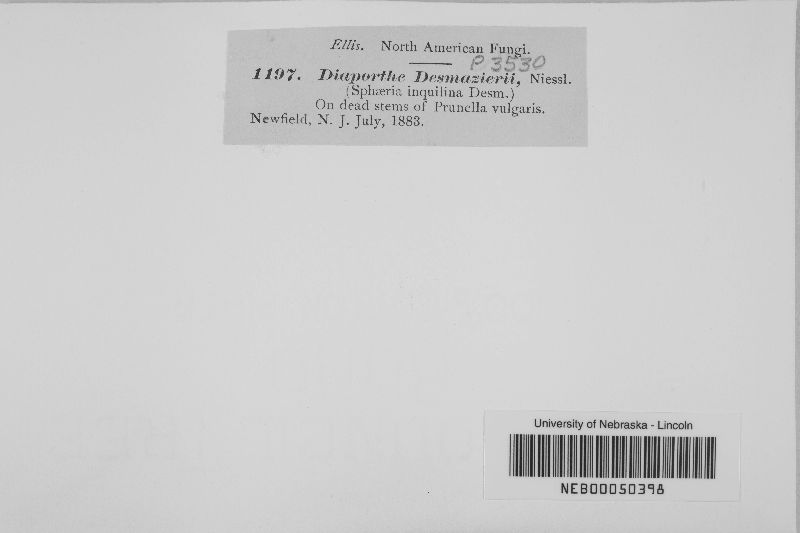 Ellis. North American Fungi.
P 3530
1197. Diaporthe Desmazierii, Niessl.
(Sphæria inquilina Desm.)
On dead stems of Prunella vulgaris.
Newfield, N. J. July, 1883.
University of Nebraska - Lincoln
NEB00050398